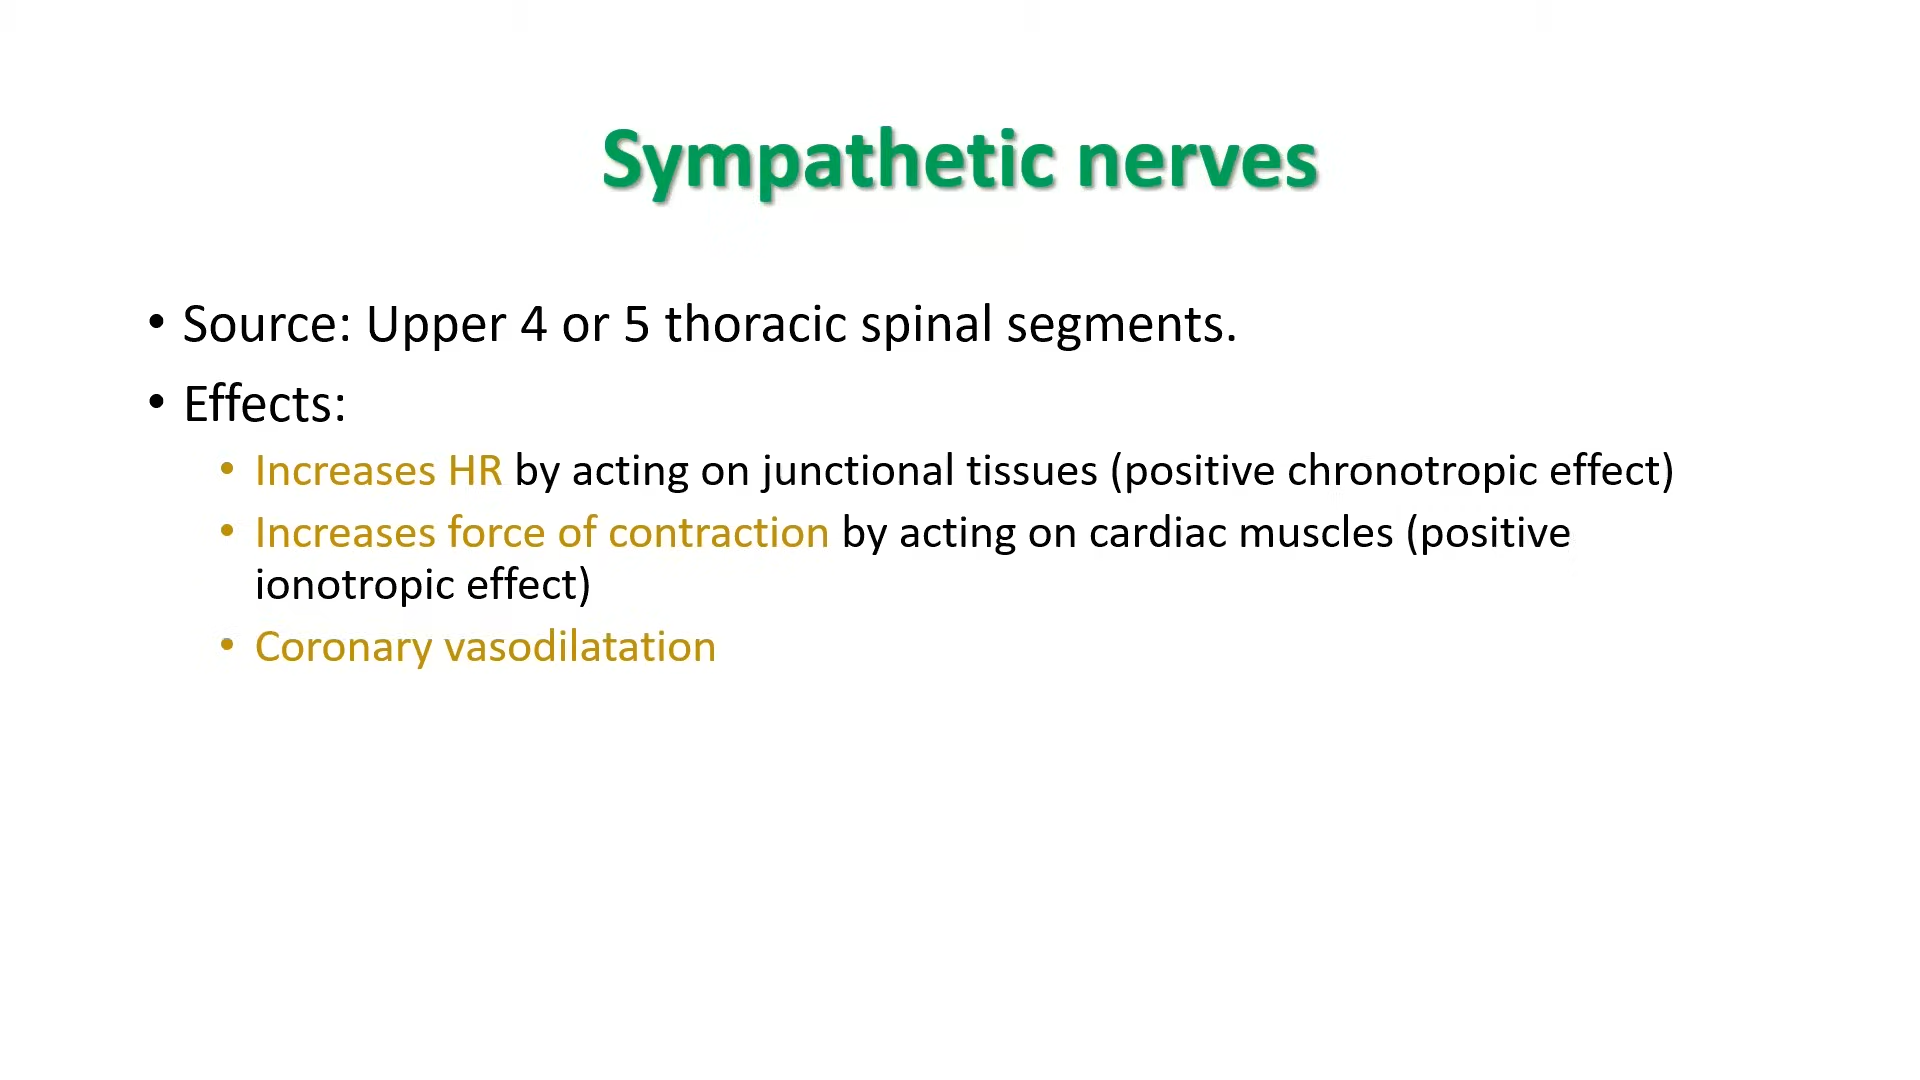 Sympathetic nerves
• Source: Upper 4 or 5 thoracic spinal segments.
• Effects:
• Increases HR by acting on junctional tissues (positive chronotropic effect)
• Increases force of contraction by acting on cardiac muscles (positive
ionotropic effect)
• Coronary vasodilatation